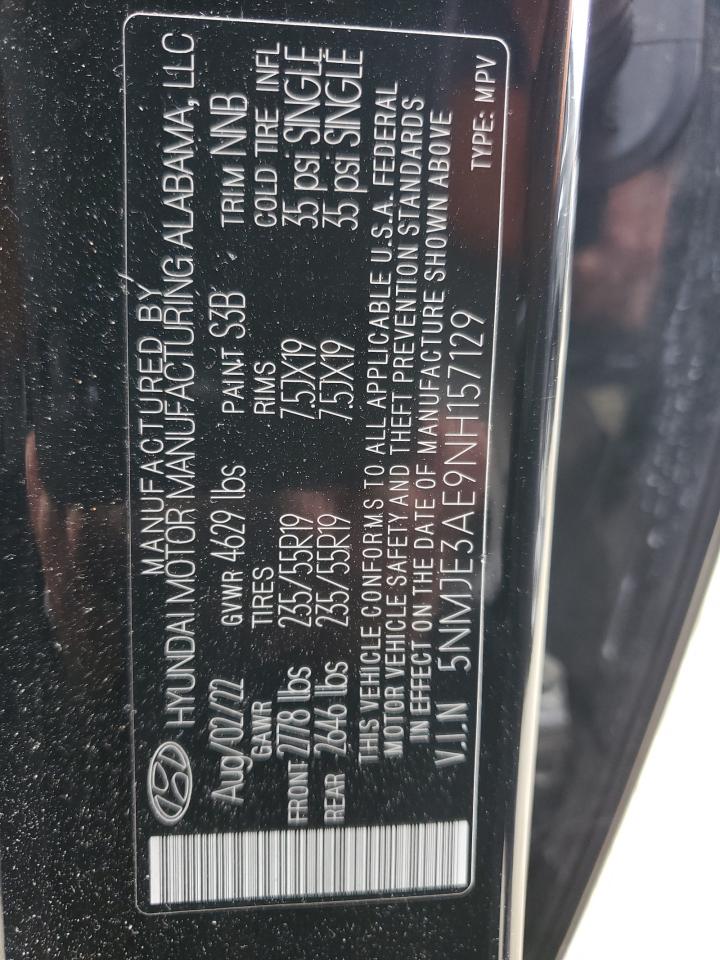 MANUFACTURED BY
HYUNDAI MOTOR MANUFACTURING ALABAMA, LLC
Aug/02/22 GVWR 4629 lbs PAINT S3B TRIM NNB
GAWR TIRES RIMS COLD TIRE INFL
FRONT: 2778 lbs 235/55R19 7.5JX19 35 psi SINGLE
REAR 2646 lbs 235/55R19 7.5JX19 35 psi SINGLE
THIS VEHICLE CONFORMS TO ALL APPLICABLE U.S.A. FEDERAL
MOTOR VEHICLE SAFETY AND THEFT PREVENTION STANDARDS
IN EFFECT ON THE DATE OF MANUFACTURE SHOWN ABOVE
V.I.N 5NMJE3AE9NH157129 TYPE: MPV